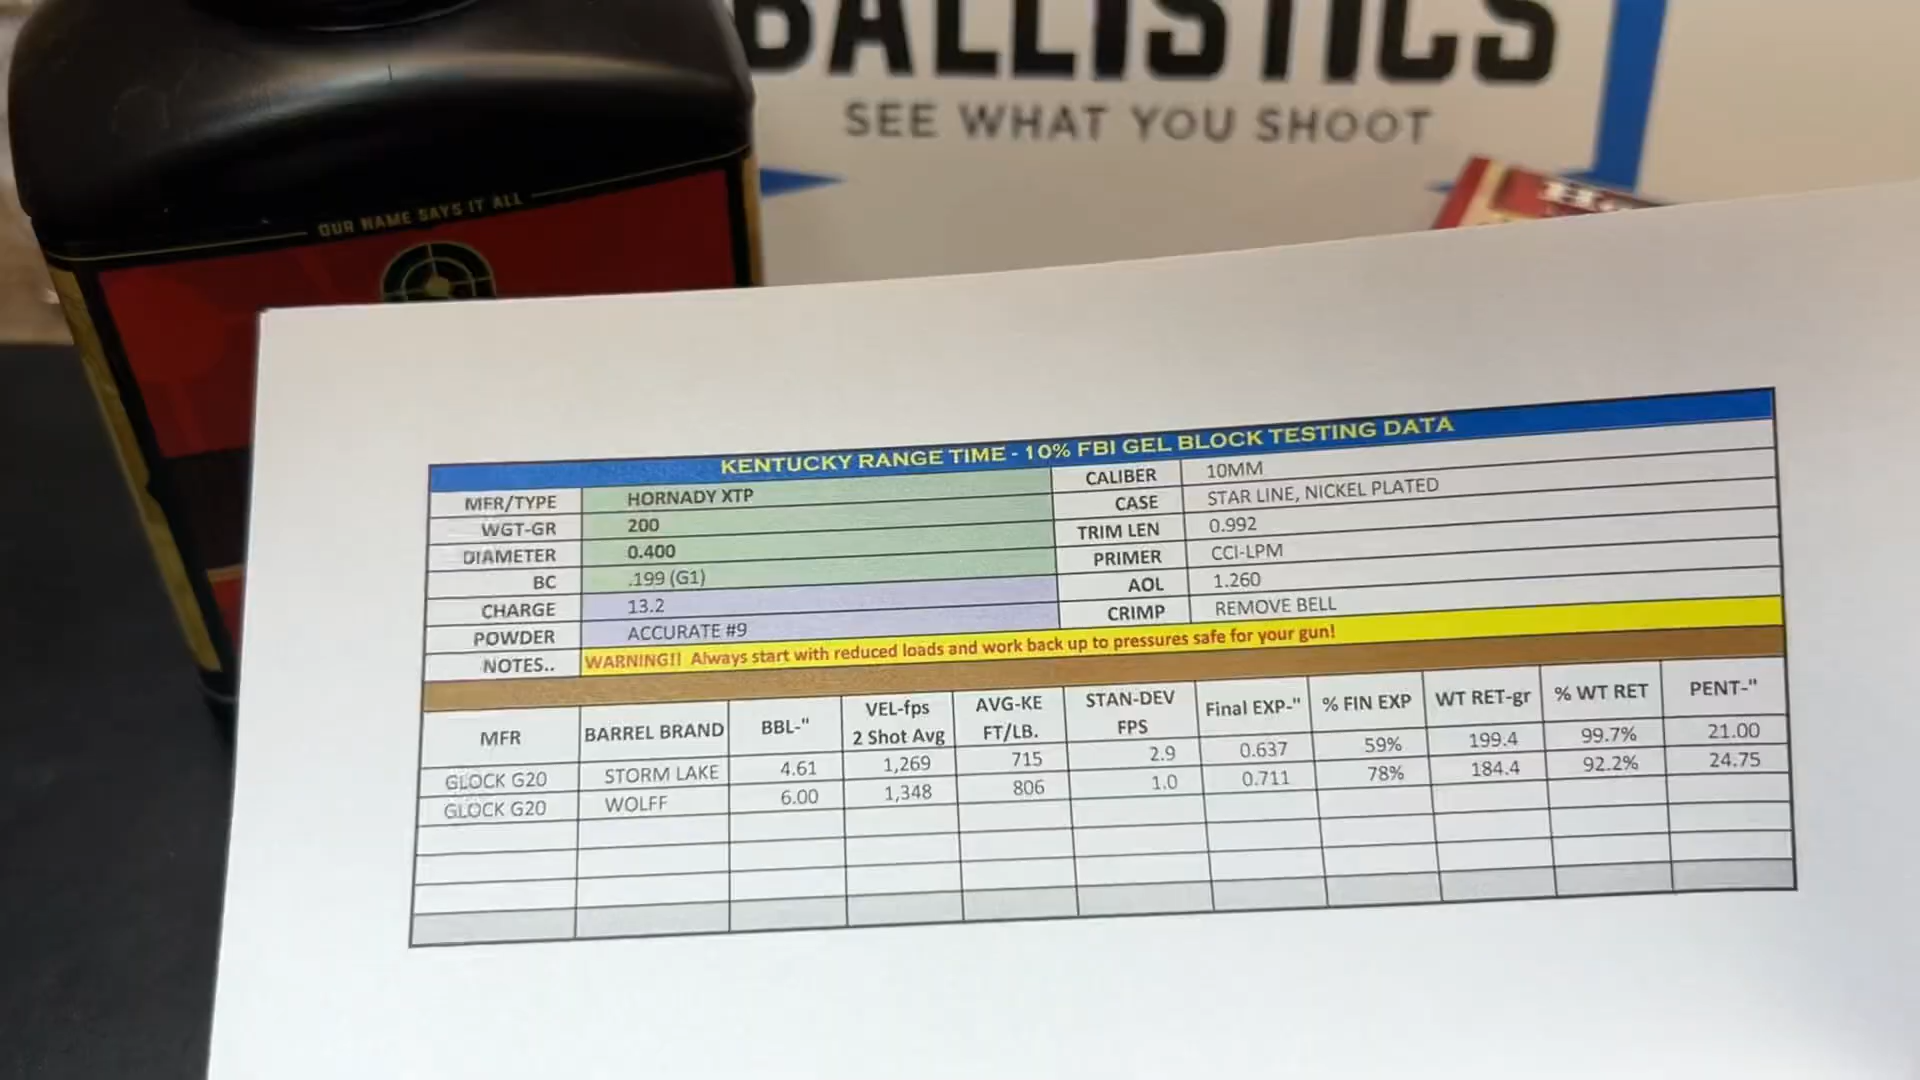 BALLISTICS
SEE WHAT YOU SHOOT
OUR NAME SAYS IT ALL
KENTUCKY RANGE TIME - 10% FBI GEL BLOCK TESTING DATA
MFR/TYPE HORNADY XTP CALIBER 10MM
WGT-GR 200 CASE STAR LINE, NICKEL PLATED
DIAMETER 0.400 TRIM LEN 0.992
BC .199 (G1) PRIMER CCI-LPM
CHARGE 13.2 AOL 1.260
POWDER ACCURATE #9 CRIMP REMOVE BELL
NOTES.. WARNING!! Always start with reduced loads and work back up to pressures safe for your gun!
MFR BARREL BRAND BBL-" VEL-fps 2 Shot Avg AVG-KE FT/LB. STAN-DEV FPS Final EXP-" % FIN EXP WT RET-gr % WT RET PENT-"
GLOCK G20 STORM LAKE 4.61 1,269 715 2.9 0.637 59% 199.4 99.7% 21.00
GLOCK G20 WOLFF 6.00 1,348 806 1.0 0.711 78% 184.4 92.2% 24.75